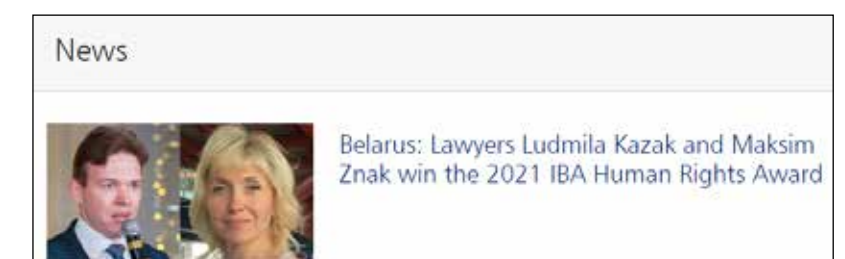 News
Belarus: Lawyers Ludmila Kazak and Maksim
Znak win the 2021 IBA Human Rights Award